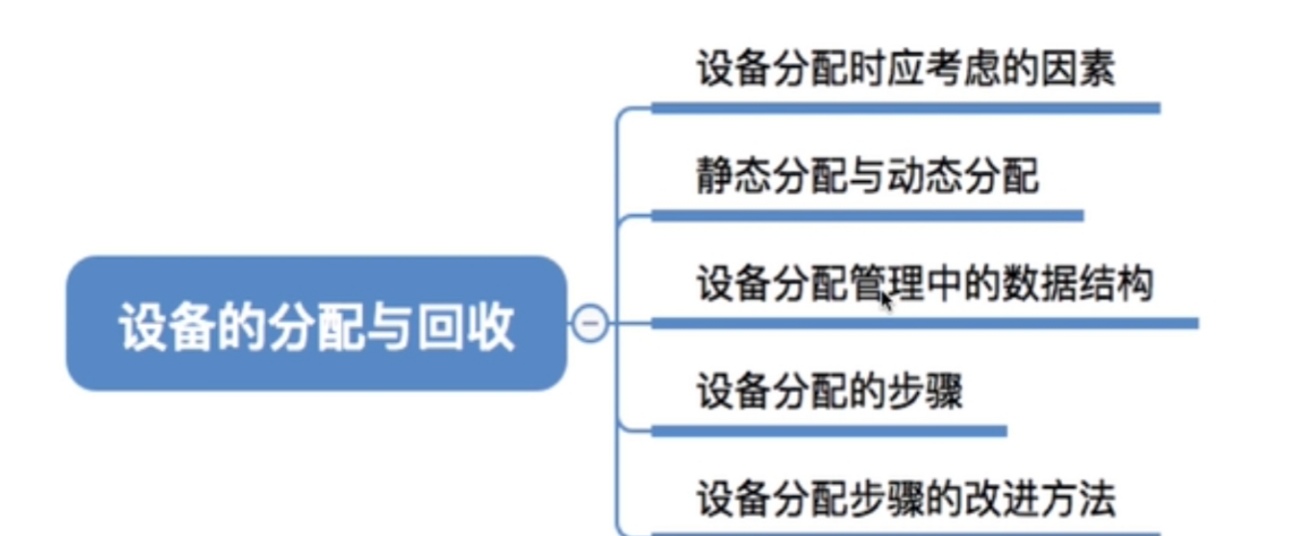 设备分配时应考虑的因素
静态分配与动态分配
设备分配管理中的数据结构
设备的分配与回收
设备分配的步骤
设备分配步骤的改进方法